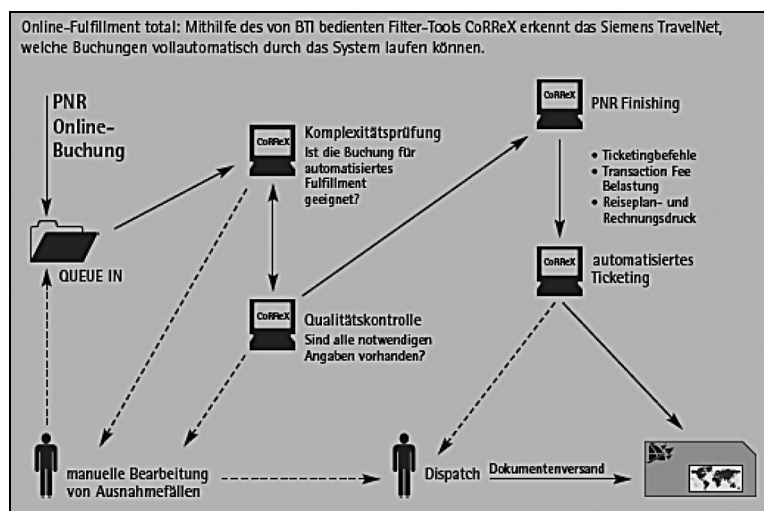 Online-Fulfillment total: Mithilfe des von BTI bedienten Filter-Tools CoRReX erkennt das Siemens TravelNet,
welche Buchungen vollautomatisch durch das System laufen können.
PNR
Online-
Buchung
QUEUE IN
CoRReX
Komplexitätsprüfung
Ist die Buchung für
automatisiertes
Fulfillment
geeignet?
CoRReX
Qualitätskontrolle
Sind alle notwendigen
Angaben vorhanden?
CoRReX
PNR Finishing
• Ticketingbefehle
• Transaction Fee
Belastung
• Reiseplan- und
Rechnungsdruck
CoRReX
automatisiertes
Ticketing
manuelle Bearbeitung
von Ausnahmefällen
Dispatch
Dokumentenversand